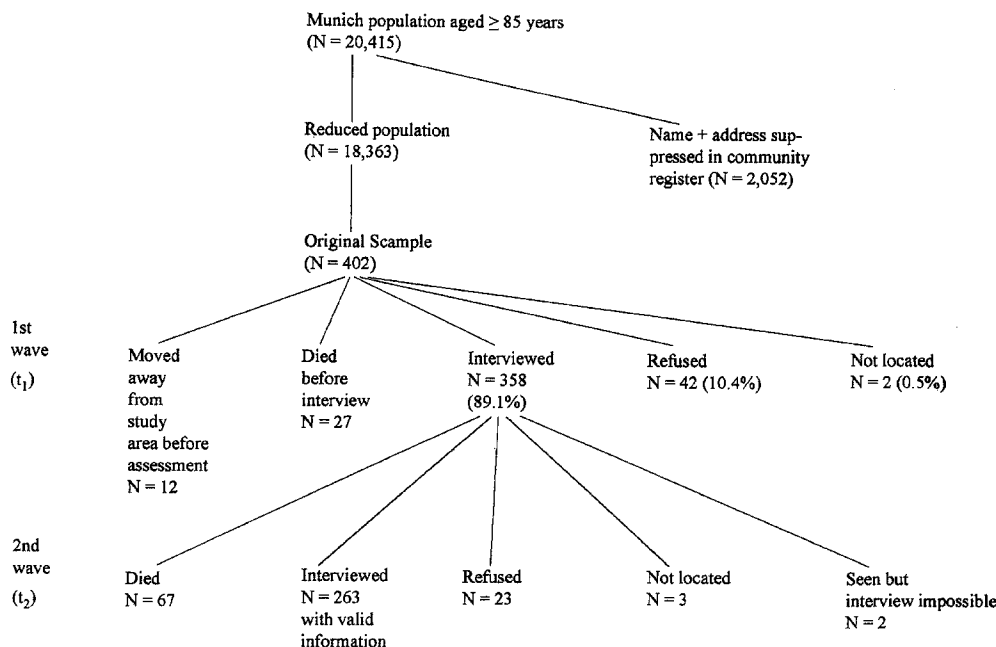 Munich population aged ≥ 85 years
(N = 20,415)
Reduced population
(N = 18,363)
Name + address sup-
pressed in community
register (N = 2,052)
Original Scample
(N = 402)
1st
wave
(t₁)
Moved
away
from
study
area before
assessment
N = 12
Died
before
interview
N = 27
Interviewed
N = 358
(89.1%)
Refused
N = 42 (10.4%)
Not located
N = 2 (0.5%)
2nd
wave
(t₂)
Died
N = 67
Interviewed
N = 263
with valid
information
Refused
N = 23
Not located
N = 3
Seen but
interview impossible
N = 2